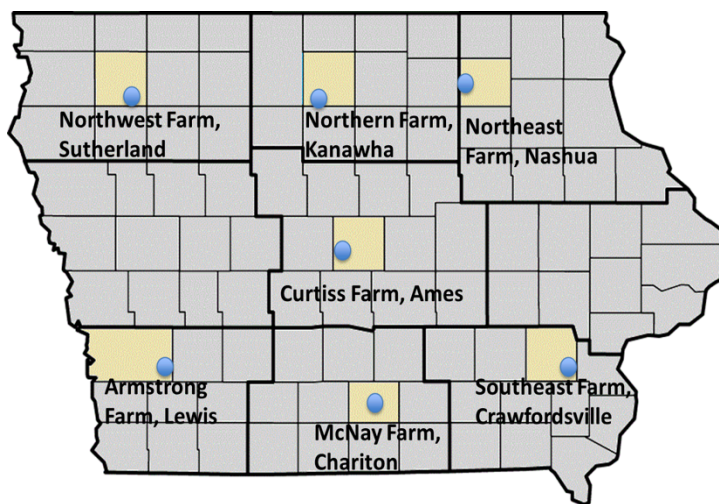 Northwest Farm,
Sutherland
Northern Farm,
Kanawha
Northeast
Farm, Nashua
Curtiss Farm, Ames
Armstrong
Farm, Lewis
McNay Farm,
Chariton
Southeast Farm,
Crawfordsville